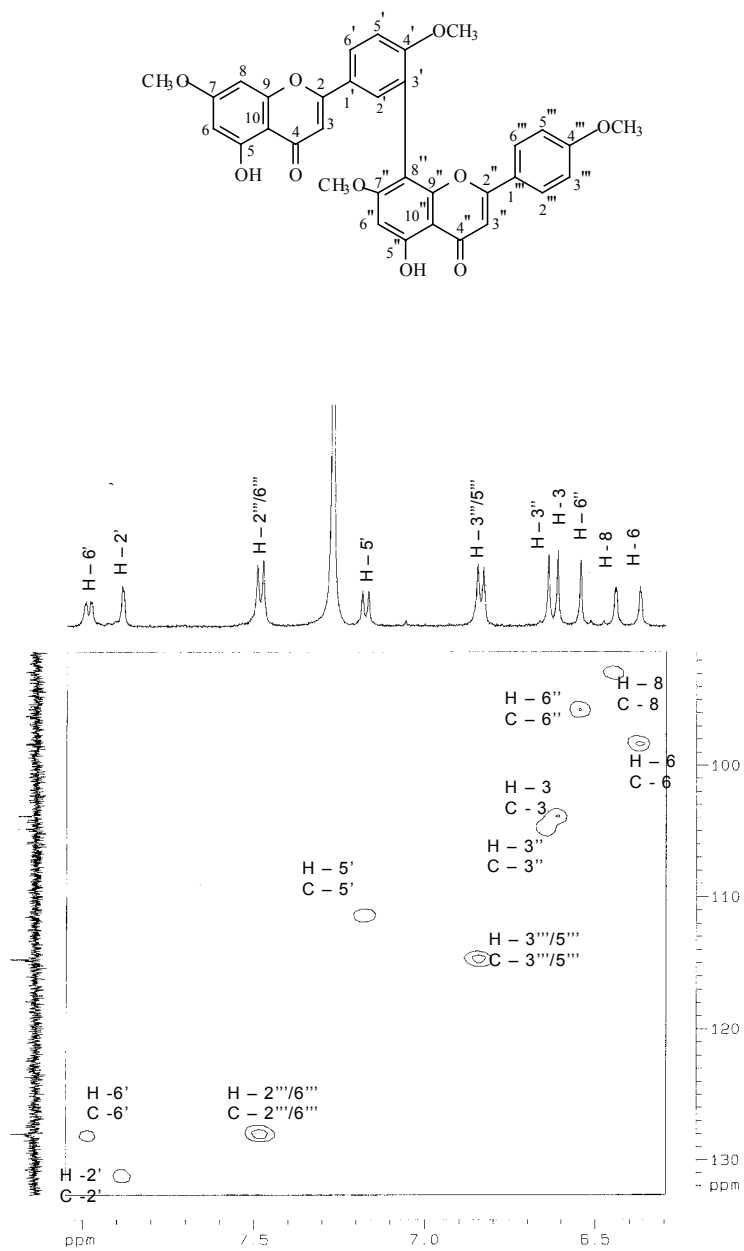 5'
6' 4' OCH3
CH3O 8 O 2 1' 2' 3'
7 9
6 10 4 3
5
OH O
6''' 5''' 4''' OCH3
8''
CH3O 7'' 9'' O 2'' 1''' 3'''
2'''
6'' 10'' 4'' 3''
5''
OH O
H – 6'
H – 2'
H – 2'''/6'''
H – 5'
H – 3'''/5'''
H – 3''
H - 3
H – 6''
H - 8
H - 6
H – 8
C - 8
H – 6''
C – 6''
H – 6
C - 6
100
H – 3
C - 3
H – 3''
C – 3''
H – 5'
C – 5'
110
H – 3'''/5'''
C – 3'''/5'''
120
H -6'
C -6'
H – 2'''/6'''
C – 2'''/6'''
H -2'
C -2'
130
ppm
ppm 7.5 7.0 6.5